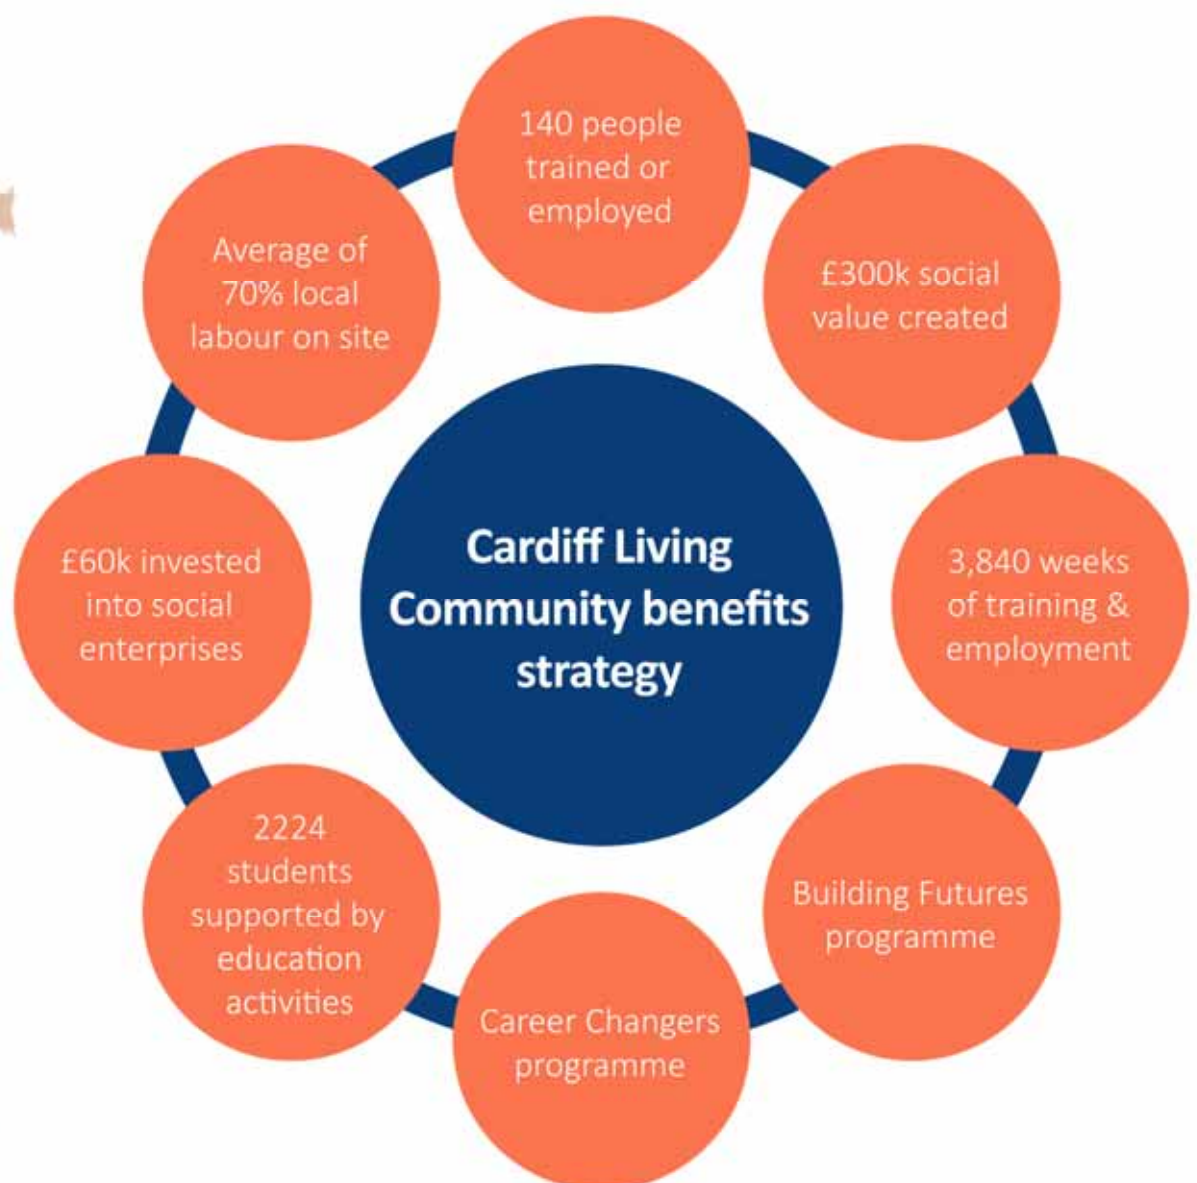 140 people
trained or
employed
£300k social
value created
3,840 weeks
of training &
employment
Building Futures
programme
Career Changers
programme
2224
students
supported by
education
activities
£60k invested
into social
enterprises
Average of
70% local
labour on site
Cardiff Living
Community benefits
strategy